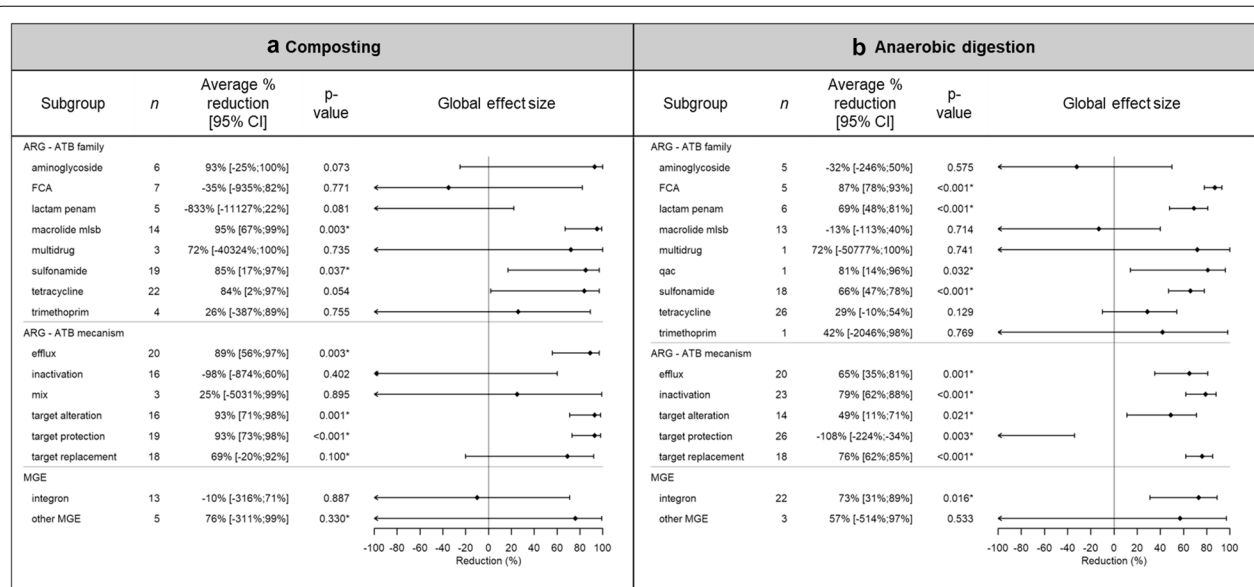 a Composting
Subgroup n Average % reduction [95% CI] p-value Global effect size
ARG - ATB family
aminoglycoside 6 93% [-25%;100%] 0.073
FCA 7 -35% [-935%;82%] 0.771
lactam penam 5 -833% [-11127%;22%] 0.081
macrolide mlsb 14 95% [67%;99%] 0.003*
multidrug 3 72% [-40324%;100%] 0.735
sulfonamide 19 85% [17%;97%] 0.037*
tetracycline 22 84% [2%;97%] 0.054
trimethoprim 4 26% [-387%;89%] 0.755
ARG - ATB mecanism
efflux 20 89% [56%;97%] 0.003*
inactivation 16 -98% [-874%;60%] 0.402
mix 3 25% [-5031%;99%] 0.895
target alteration 16 93% [71%;98%] 0.001*
target protection 19 93% [73%;98%] <0.001*
target replacement 18 69% [-20%;92%] 0.100*
MGE
integron 13 -10% [-316%;71%] 0.887
other MGE 5 76% [-311%;99%] 0.330*
-100 -80 -60 -40 -20 0 20 40 60 80 100
Reduction (%)
b Anaerobic digestion
Subgroup n Average % reduction [95% CI] p-value Global effect size
ARG - ATB family
aminoglycoside 5 -32% [-246%;50%] 0.575
FCA 5 87% [78%;93%] <0.001*
lactam penam 6 69% [48%;81%] <0.001*
macrolide mlsb 13 -13% [-113%;40%] 0.714
multidrug 1 72% [-50777%;100%] 0.741
qac 1 81% [14%;96%] 0.032*
sulfonamide 18 66% [47%;78%] <0.001*
tetracycline 26 29% [-10%;54%] 0.129
trimethoprim 1 42% [-2046%;98%] 0.769
ARG - ATB mecanism
efflux 20 65% [35%;81%] 0.001*
inactivation 23 79% [62%;88%] <0.001*
target alteration 14 49% [11%;71%] 0.021*
target protection 26 -108% [-224%;-34%] 0.003*
target replacement 18 76% [62%;85%] <0.001*
MGE
integron 22 73% [31%;89%] 0.016*
other MGE 3 57% [-514%;97%] 0.533
-100 -80 -60 -40 -20 0 20 40 60 80 100
Reduction (%)